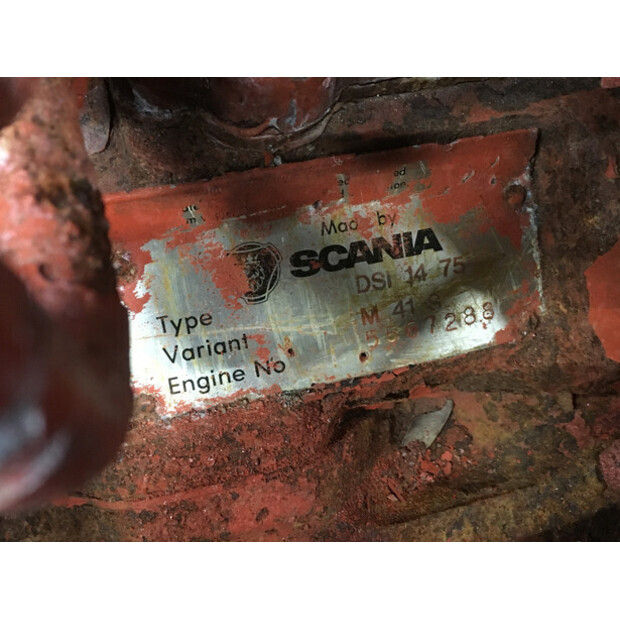 Made by
SCANIA
Type DSI 14 75
Variant M 41 S
Engine No